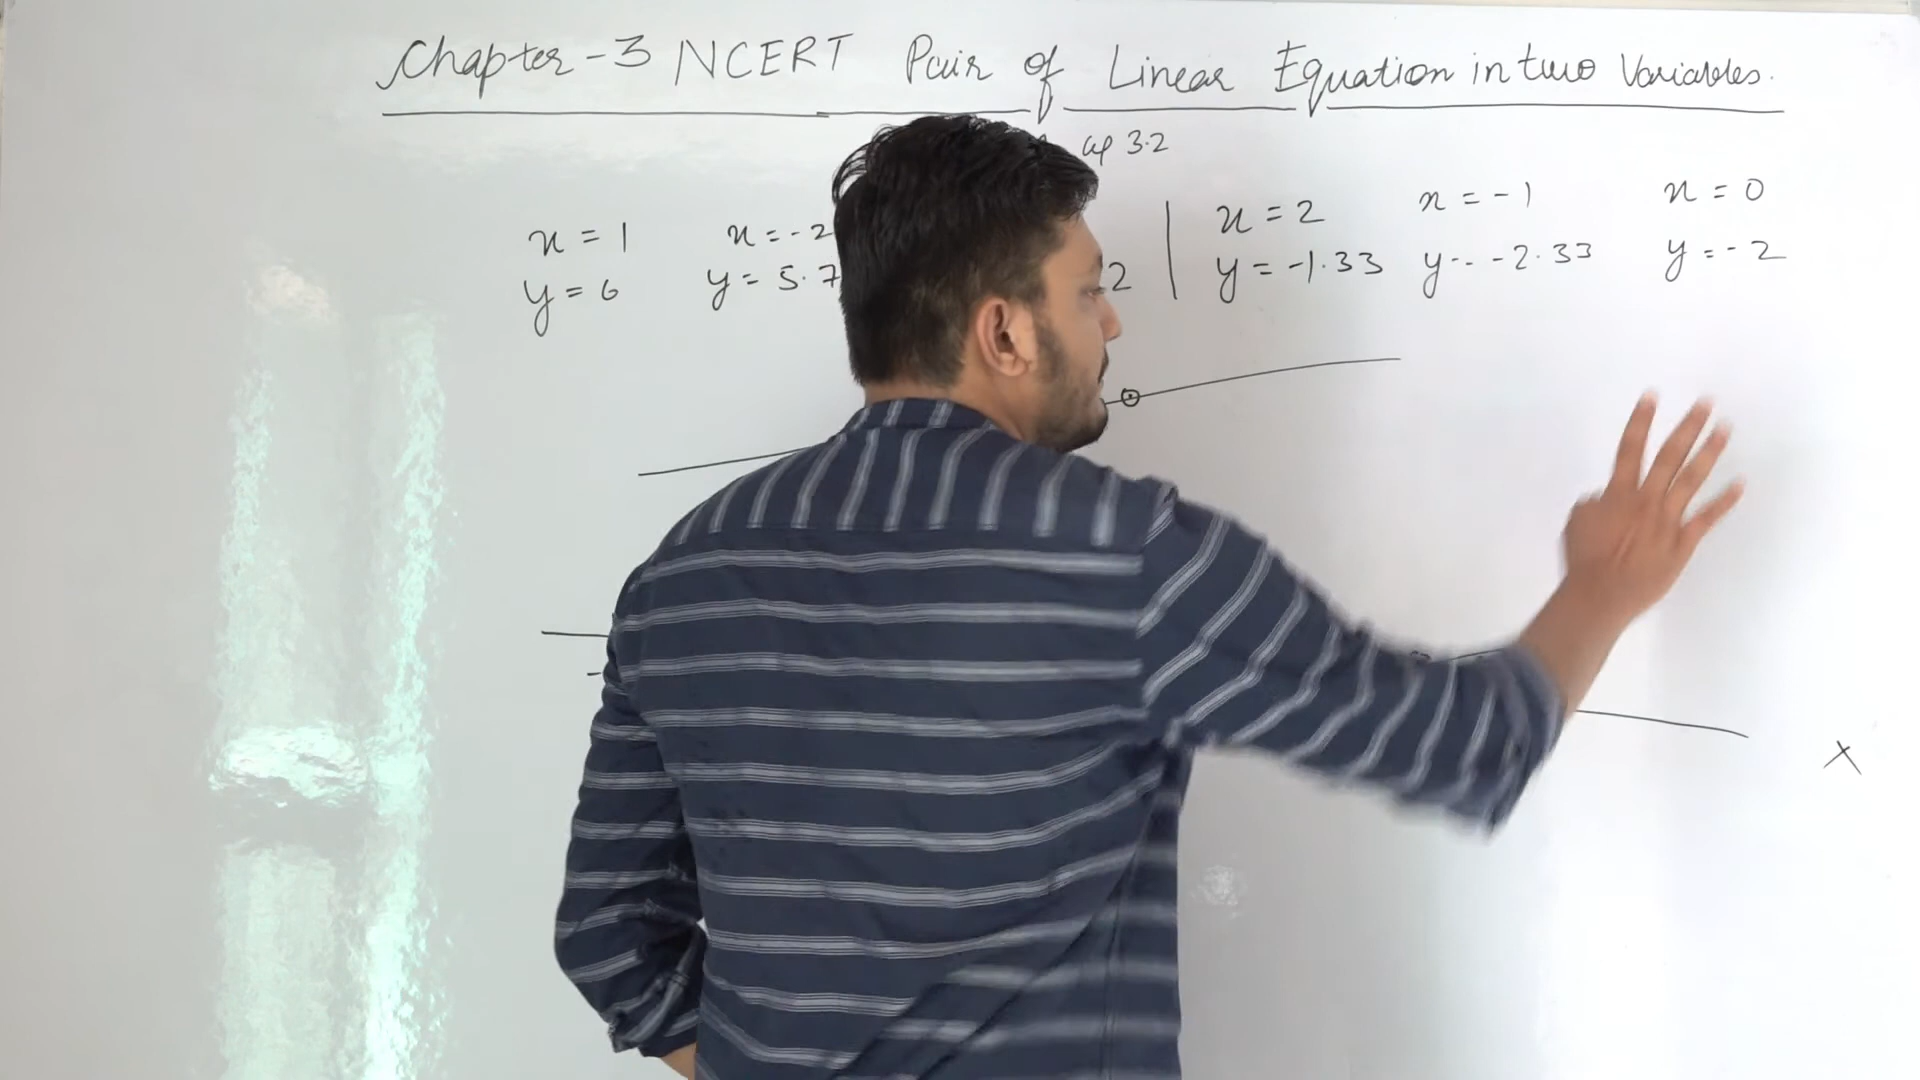 Chapter-3 NCERT Pair of Linear Equation in two Variables.
3.2
x = 1 x = -2 x = 2 x = -1 x = 0
y = 6 y = 5.7 2 y = -1.33 y = -2.33 y = -2
X